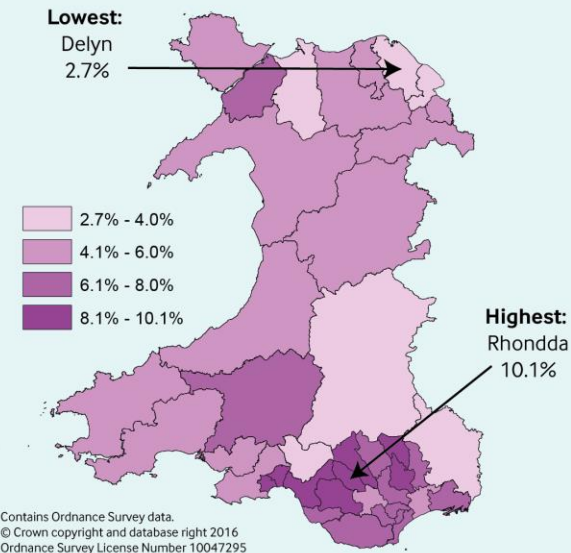 Lowest:
Delyn
2.7%
2.7% - 4.0%
4.1% - 6.0%
6.1% - 8.0%
8.1% - 10.1%
Highest:
Rhondda
10.1%
Contains Ordnance Survey data.
© Crown copyright and database right 2016
Ordnance Survey License Number 10047295